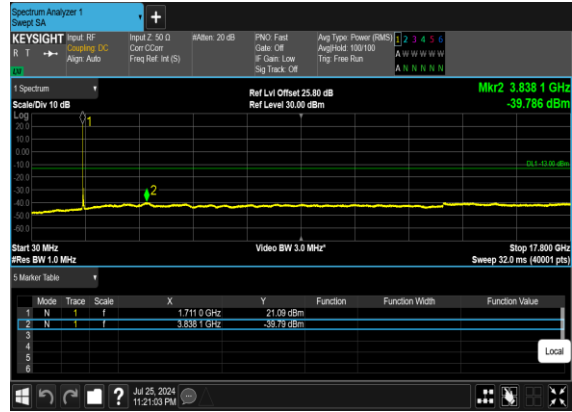 Spectrum Analyzer 1
Swept SA
+
KEYSIGHT Input: RF Input Z: 50 Ω #Atten: 20 dB PNO: Fast Avg Type: Power (RMS) 1 2 3 4 5 6
R T Coupling: DC Corr CCorr Gate: Off Avg|Hold: 100/100 A W W W W W
Align: Auto Freq Ref: Int (S) IF Gain: Low Trig: Free Run
LW Sig Track: Off A N N N N N
1 Spectrum Ref Lvl Offset 25.80 dB Mkr2 3.838 1 GHz
Scale/Div 10 dB Ref Level 30.00 dBm -39.786 dBm
Log
20.0
10.0
0.00
-10.0
-20.0
-30.0
-40.0
-50.0
-60.0
1
2
DL1 -13.00 dBm
Start 30 MHz Video BW 3.0 MHz* Stop 17.800 GHz
#Res BW 1.0 MHz Sweep 32.0 ms (40001 pts)
5 Marker Table
Mode Trace Scale X Y Function Function Width Function Value
1 N 1 f 1.711 0 GHz 21.09 dBm
2 N 1 f 3.838 1 GHz -39.79 dBm
3
4
5
6
Local
? Jul 25, 2024
11:21:03 PM